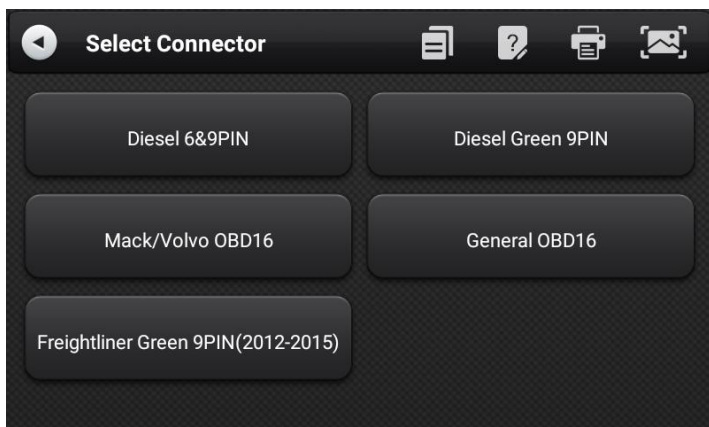 Select Connector
Diesel 6&9PIN
Diesel Green 9PIN
Mack/Volvo OBD16
General OBD16
Freightliner Green 9PIN(2012-2015)